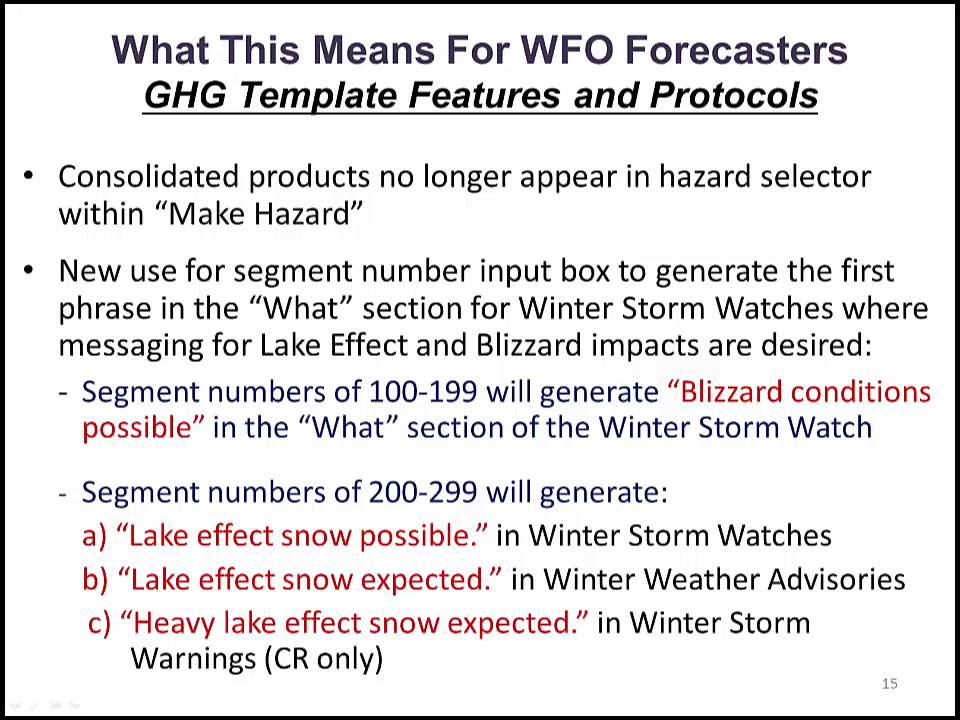 What This Means For WFO Forecasters
GHG Template Features and Protocols
• Consolidated products no longer appear in hazard selector
within “Make Hazard”
• New use for segment number input box to generate the first
phrase in the “What” section for Winter Storm Watches where
messaging for Lake Effect and Blizzard impacts are desired:
- Segment numbers of 100-199 will generate “Blizzard conditions
possible” in the “What” section of the Winter Storm Watch
- Segment numbers of 200-299 will generate:
a) “Lake effect snow possible.” in Winter Storm Watches
b) “Lake effect snow expected.” in Winter Weather Advisories
c) “Heavy lake effect snow expected.” in Winter Storm
Warnings (CR only)
15